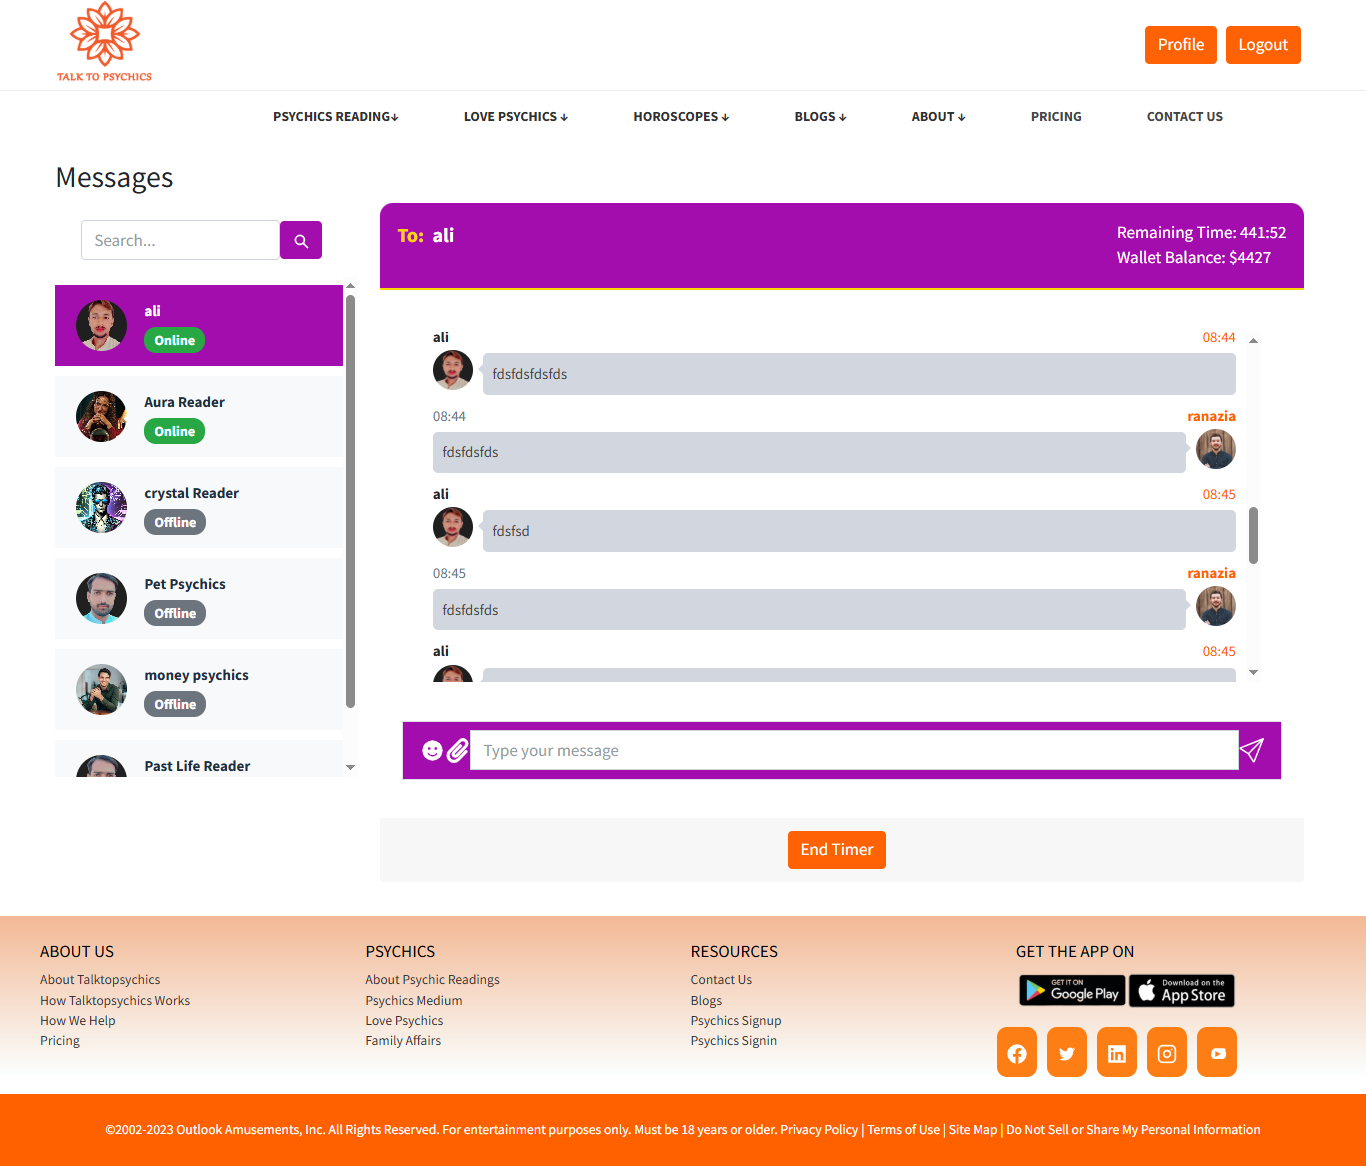 TALK TO PSYCHICS
Profile
Logout
PSYCHICS READING↓
LOVE PSYCHICS ↓
HOROSCOPES ↓
BLOGS ↓
ABOUT ↓
PRICING
CONTACT US
Messages
Search...
ali
Online
Aura Reader
Online
crystal Reader
Offline
Pet Psychics
Offline
money psychics
Offline
Past Life Reader
To: ali
Remaining Time: 441:52
Wallet Balance: $4427
ali 08:44
fdsfdsfdsfds
08:44 ranazia
fdsfdsfds
ali 08:45
fdsfsd
08:45 ranazia
fdsfdsfds
ali 08:45
Type your message
End Timer
ABOUT US
About Talktopsychics
How Talktopsychics Works
How We Help
Pricing
PSYCHICS
About Psychic Readings
Psychics Medium
Love Psychics
Family Affairs
RESOURCES
Contact Us
Blogs
Psychics Signup
Psychics Signin
GET THE APP ON
GET IT ON
Google Play
Download on the
App Store
©2002-2023 Outlook Amusements, Inc. All Rights Reserved. For entertainment purposes only. Must be 18 years or older. Privacy Policy | Terms of Use | Site Map | Do Not Sell or Share My Personal Information